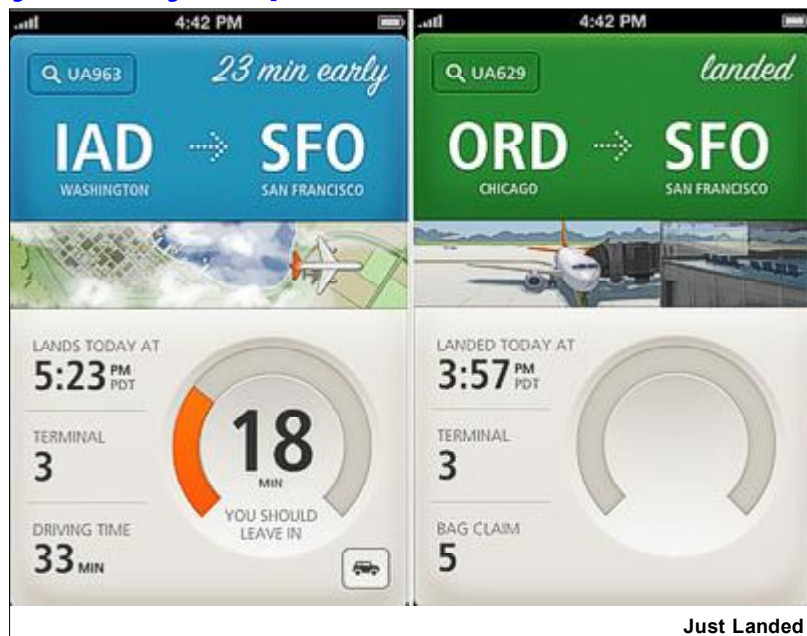 4:42 PM
UA963
23 min early
IAD SFO
WASHINGTON SAN FRANCISCO
LANDS TODAY AT
5:23 PM PDT
TERMINAL
3
DRIVING TIME
33 MIN
18
MIN
YOU SHOULD
LEAVE IN
4:42 PM
UA629
landed
ORD SFO
CHICAGO SAN FRANCISCO
LANDED TODAY AT
3:57 PM PDT
TERMINAL
3
BAG CLAIM
5
Just Landed